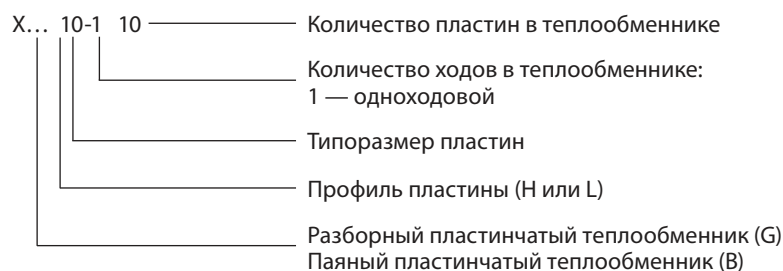 X… 10-1 10
Количество пластин в теплообменнике
Количество ходов в теплообменнике:
1 — одноходовой
Типоразмер пластин
Профиль пластины (H или L)
Разборный пластинчатый теплообменник (G)
Паяный пластинчатый теплообменник (B)